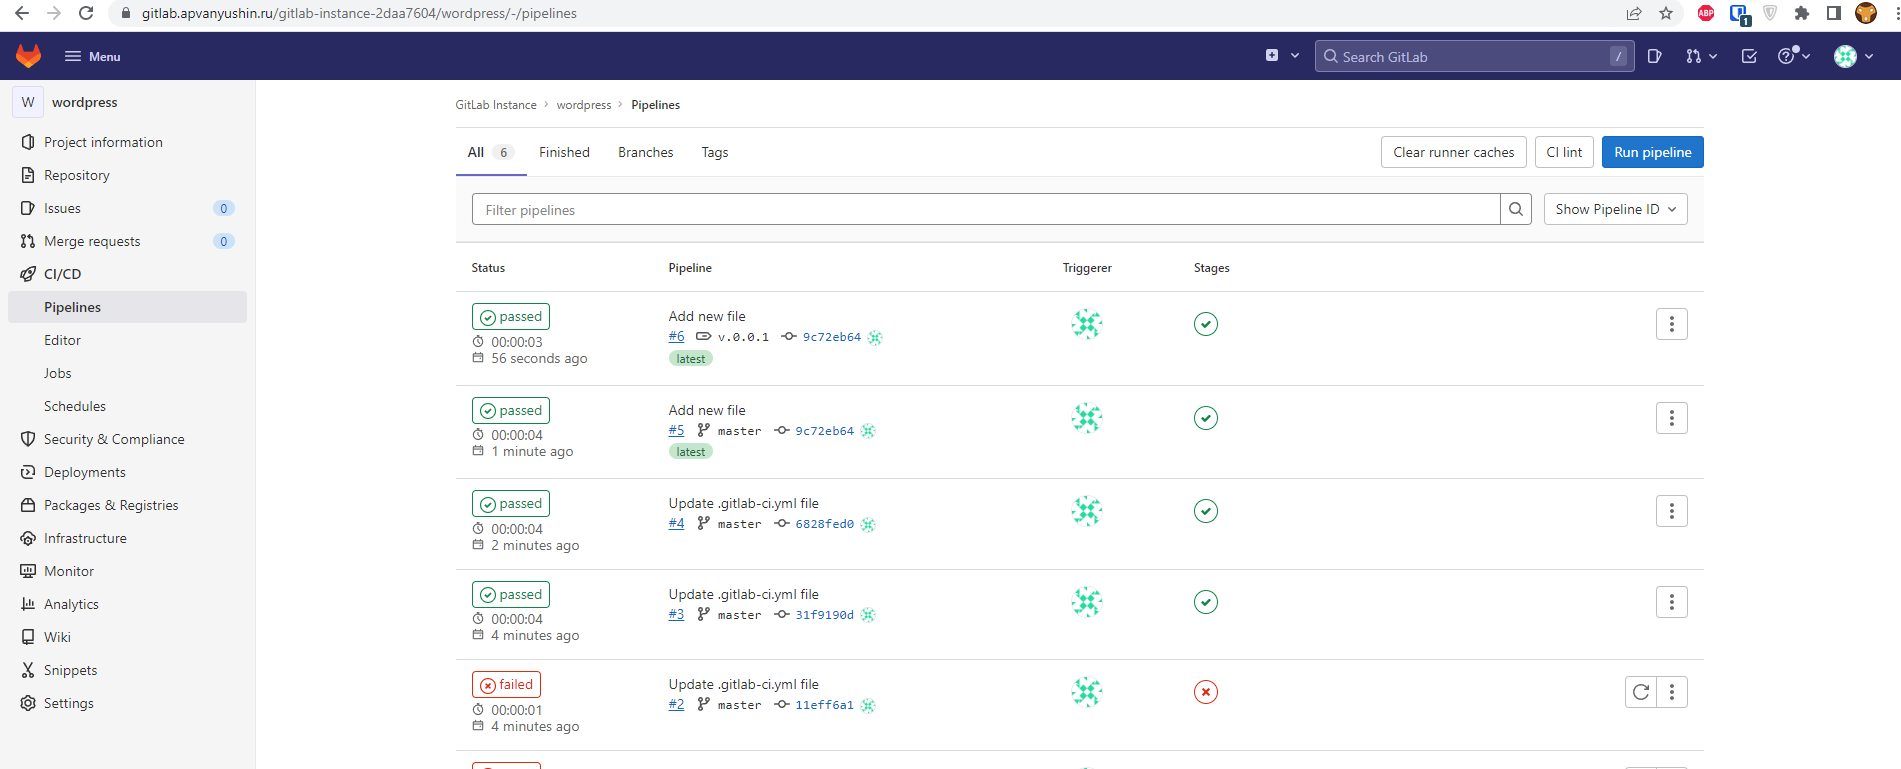 gitlab.apvanyushin.ru/gitlab-instance-2daa7604/wordpress/-/pipelines
ABP
1
Menu
Search GitLab
/
W wordpress
Project information
Repository
Issues 0
Merge requests 0
CI/CD
Pipelines
Editor
Jobs
Schedules
Security & Compliance
Deployments
Packages & Registries
Infrastructure
Monitor
Analytics
Wiki
Snippets
Settings
GitLab Instance › wordpress › Pipelines
All 6 Finished Branches Tags
Clear runner caches CI lint Run pipeline
Filter pipelines
Show Pipeline ID
Status Pipeline Triggerer Stages
passed
00:00:03
56 seconds ago
Add new file
#6 v.0.0.1 9c72eb64
latest
passed
00:00:04
1 minute ago
Add new file
#5 master 9c72eb64
latest
passed
00:00:04
2 minutes ago
Update .gitlab-ci.yml file
#4 master 6828fed0
passed
00:00:04
4 minutes ago
Update .gitlab-ci.yml file
#3 master 31f9190d
failed
00:00:01
4 minutes ago
Update .gitlab-ci.yml file
#2 master 11eff6a1